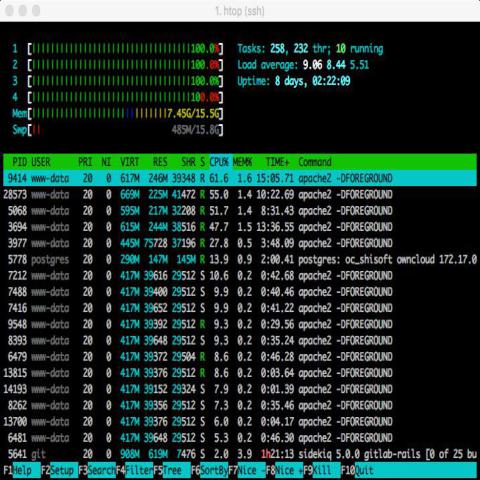 1. htop (ssh)
1 [||||||||||||||||||||||||||||||||||100.0%] Tasks: 258, 232 thr; 10 running
2 [||||||||||||||||||||||||||||||||||100.0%] Load average: 9.06 8.44 5.51
3 [||||||||||||||||||||||||||||||||||100.0%] Uptime: 8 days, 02:22:09
4 [||||||||||||||||||||||||||||||||||100.0%]
Mem[|||||||||||||||||||||||||||||7.45G/15.5G]
Swp[|| 485M/15.8G]
PID USER PRI NI VIRT RES SHR S CPU% MEM% TIME+ Command
9414 www-data 20 0 617M 246M 39348 R 61.6 1.6 15:05.71 apache2 -DFOREGROUND
28573 www-data 20 0 669M 225M 41472 R 55.0 1.4 10:22.69 apache2 -DFOREGROUND
5068 www-data 20 0 595M 217M 32208 R 51.7 1.4 8:31.43 apache2 -DFOREGROUND
3694 www-data 20 0 615M 244M 38516 R 47.7 1.5 13:36.55 apache2 -DFOREGROUND
3977 www-data 20 0 445M 75728 37196 R 27.8 0.5 3:48.09 apache2 -DFOREGROUND
5778 postgres 20 0 290M 147M 145M R 13.9 0.9 2:00.41 postgres: oc_shisoft owncloud 172.17.0
7212 www-data 20 0 417M 39616 29512 S 10.6 0.2 0:42.68 apache2 -DFOREGROUND
7488 www-data 20 0 417M 39400 29512 S 9.9 0.2 0:40.46 apache2 -DFOREGROUND
7416 www-data 20 0 417M 39652 29512 S 9.9 0.2 0:41.22 apache2 -DFOREGROUND
9548 www-data 20 0 417M 39392 29512 R 9.3 0.2 0:29.56 apache2 -DFOREGROUND
8393 www-data 20 0 417M 39648 29512 S 9.3 0.2 0:35.24 apache2 -DFOREGROUND
6479 www-data 20 0 417M 39372 29504 R 8.6 0.2 0:46.28 apache2 -DFOREGROUND
13815 www-data 20 0 417M 39376 29512 R 8.6 0.2 0:03.64 apache2 -DFOREGROUND
14193 www-data 20 0 417M 39152 29324 S 7.9 0.2 0:01.39 apache2 -DFOREGROUND
8262 www-data 20 0 417M 39356 29512 S 7.3 0.2 0:35.46 apache2 -DFOREGROUND
13700 www-data 20 0 417M 39376 29512 S 6.0 0.2 0:04.17 apache2 -DFOREGROUND
6481 www-data 20 0 417M 39648 29512 S 5.3 0.2 0:46.30 apache2 -DFOREGROUND
5641 git 20 0 908M 619M 7476 S 2.0 3.9 1h21:13 sidekiq 5.0.0 gitlab-rails [0 of 25 bu
F1Help F2Setup F3SearchF4FilterF5Tree F6SortByF7Nice -F8Nice +F9Kill F10Quit